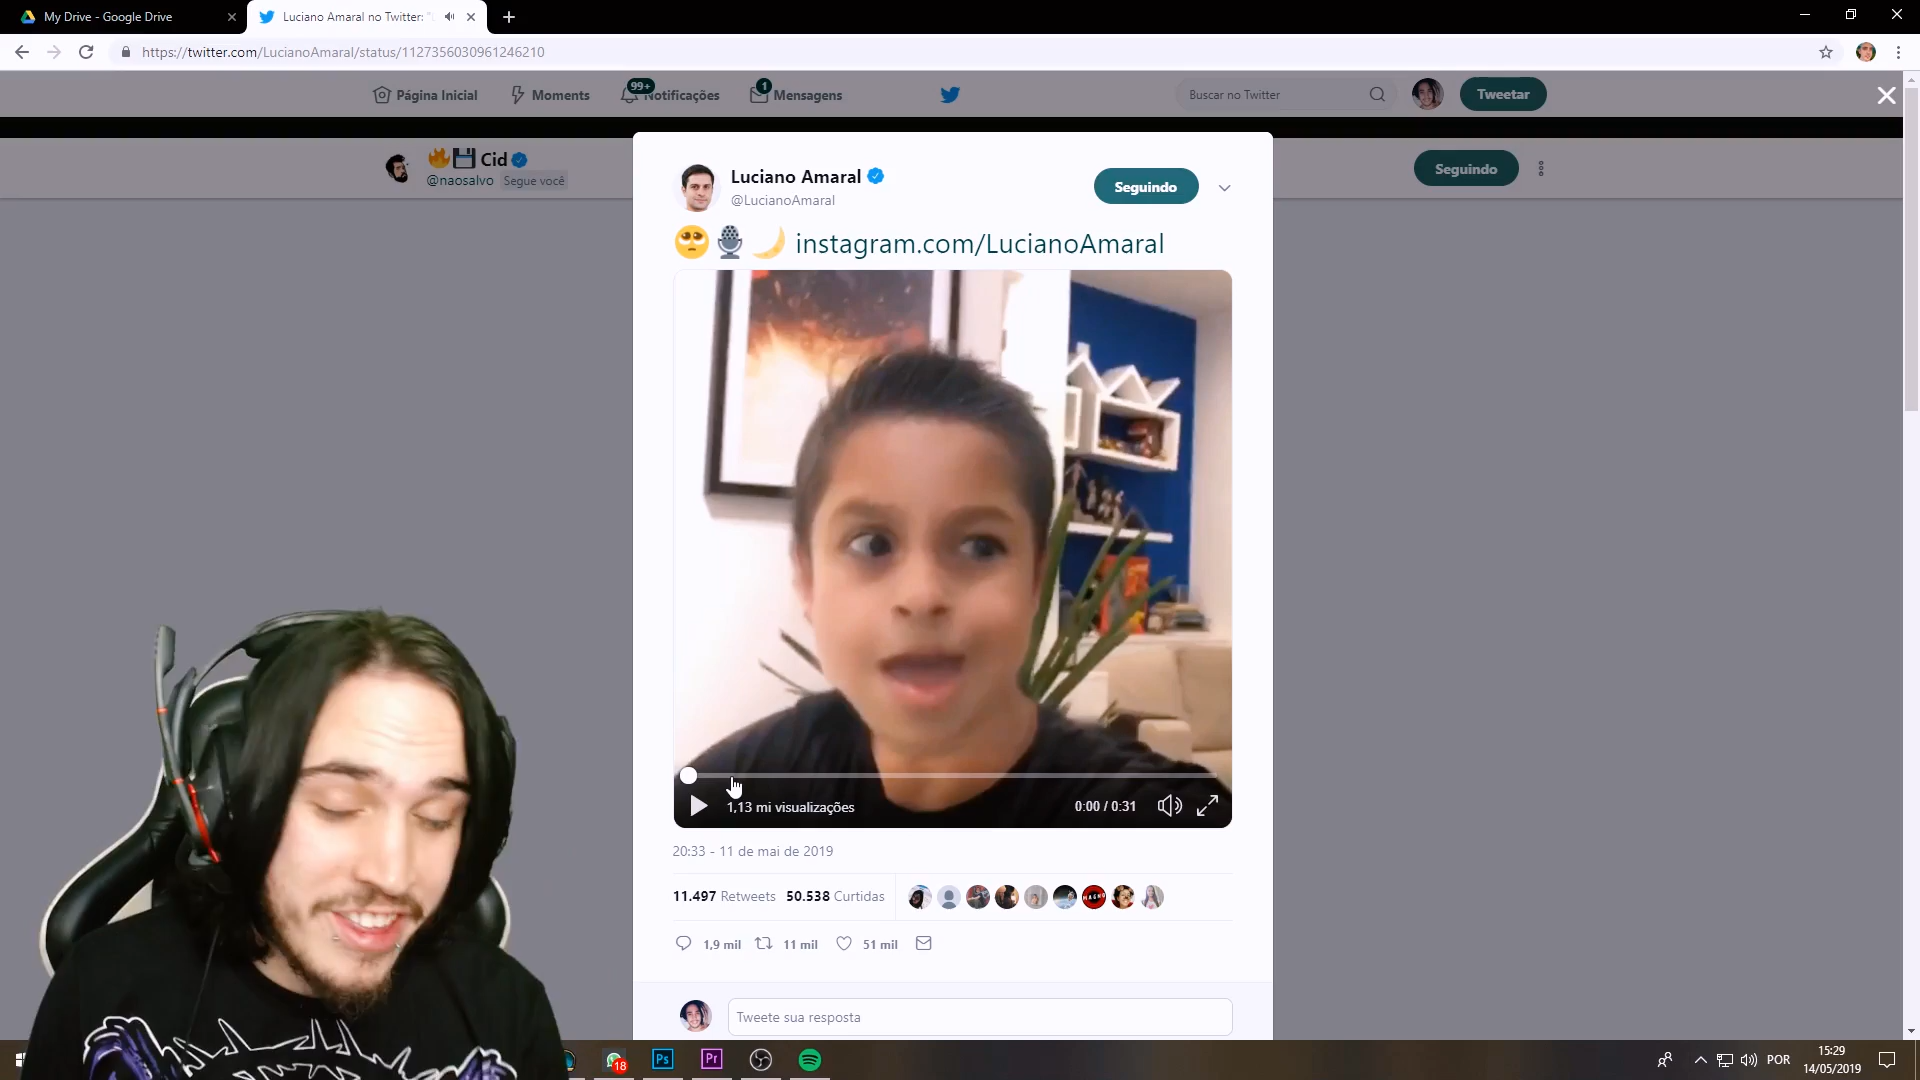 My Drive - Google Drive
Luciano Amaral no Twitter: "
https://twitter.com/LucianoAmaral/status/1127356030961246210
Página Inicial
Moments
99+
Notificações
1
Mensagens
Buscar no Twitter
Tweetar
Cid
@naosalvo Segue você
Seguindo
Luciano Amaral
@LucianoAmaral
Seguindo
instagram.com/LucianoAmaral
1,13 mi visualizações
0:00 / 0:31
20:33 - 11 de mai de 2019
11.497 Retweets 50.538 Curtidas
1,9 mil 11 mil 51 mil
Tweete sua resposta
18
Ps
Pr
POR
15:29
14/05/2019